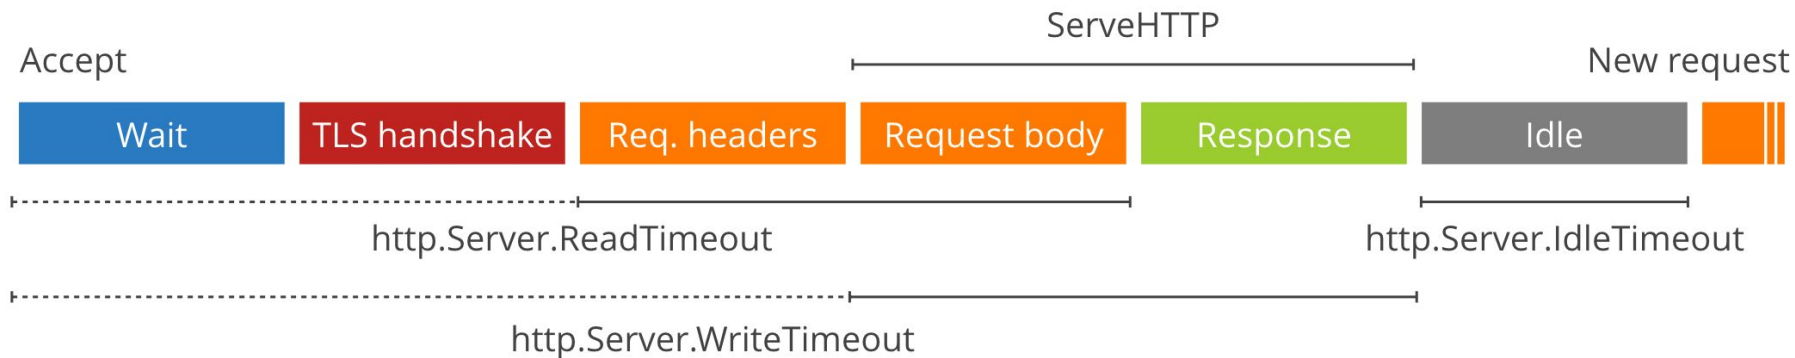 ServeHTTP
Accept
New request
Wait
TLS handshake
Req. headers
Request body
Response
Idle
http.Server.ReadTimeout
http.Server.IdleTimeout
http.Server.WriteTimeout